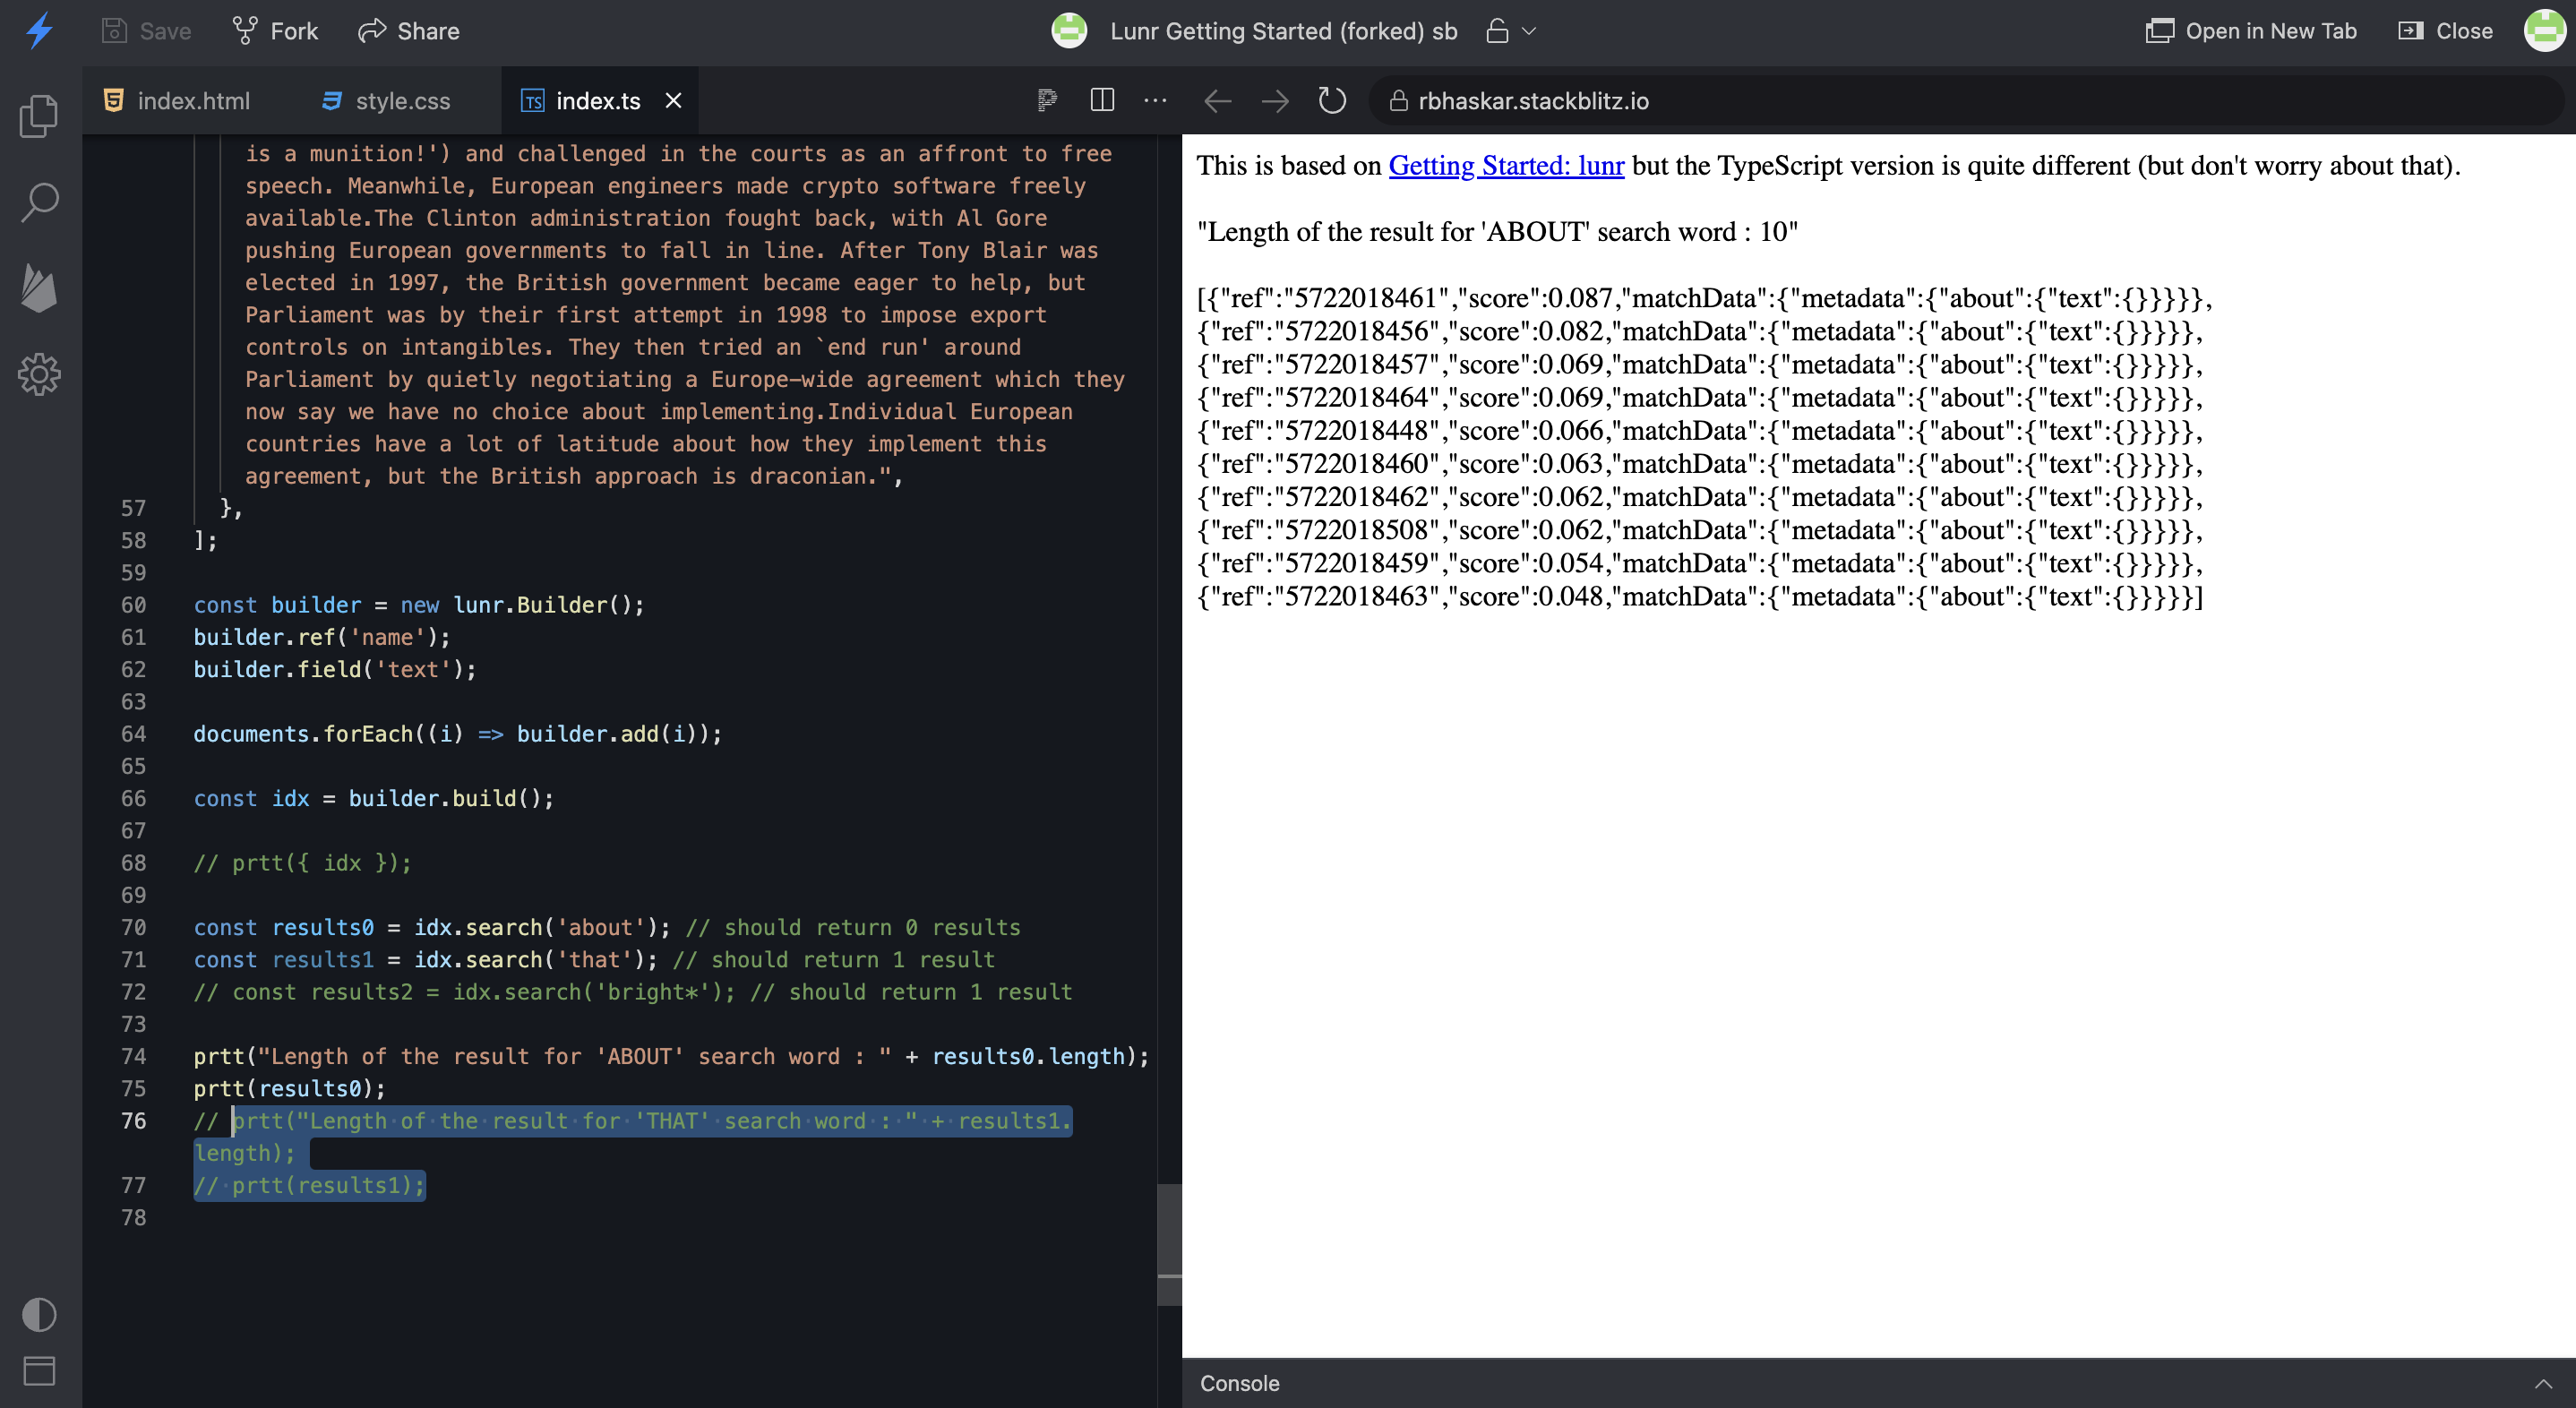 Save
Fork
Share
Lunr Getting Started (forked) sb
Open in New Tab
Close
index.html
style.css
TS index.ts
rbhaskar.stackblitz.io
is a munition!') and challenged in the courts as an affront to free
speech. Meanwhile, European engineers made crypto software freely
available.The Clinton administration fought back, with Al Gore
pushing European governments to fall in line. After Tony Blair was
elected in 1997, the British government became eager to help, but
Parliament was by their first attempt in 1998 to impose export
controls on intangibles. They then tried an `end run' around
Parliament by quietly negotiating a Europe-wide agreement which they
now say we have no choice about implementing.Individual European
countries have a lot of latitude about how they implement this
agreement, but the British approach is draconian.",
57 },
58 ];
59
60 const builder = new lunr.Builder();
61 builder.ref('name');
62 builder.field('text');
63
64 documents.forEach((i) => builder.add(i));
65
66 const idx = builder.build();
67
68 // prtt({ idx });
69
70 const results0 = idx.search('about'); // should return 0 results
71 const results1 = idx.search('that'); // should return 1 result
72 // const results2 = idx.search('bright*'); // should return 1 result
73
74 prtt("Length of the result for 'ABOUT' search word : " + results0.length);
75 prtt(results0);
76 // prtt("Length of the result for 'THAT' search word : " + results1.
length);
77 // prtt(results1);
78
This is based on Getting Started: lunr but the TypeScript version is quite different (but don't worry about that).
"Length of the result for 'ABOUT' search word : 10"
[{"ref":"5722018461","score":0.087,"matchData":{"metadata":{"about":{"text":{}}}}},
{"ref":"5722018456","score":0.082,"matchData":{"metadata":{"about":{"text":{}}}}},
{"ref":"5722018457","score":0.069,"matchData":{"metadata":{"about":{"text":{}}}}},
{"ref":"5722018464","score":0.069,"matchData":{"metadata":{"about":{"text":{}}}}},
{"ref":"5722018448","score":0.066,"matchData":{"metadata":{"about":{"text":{}}}}},
{"ref":"5722018460","score":0.063,"matchData":{"metadata":{"about":{"text":{}}}}},
{"ref":"5722018462","score":0.062,"matchData":{"metadata":{"about":{"text":{}}}}},
{"ref":"5722018508","score":0.062,"matchData":{"metadata":{"about":{"text":{}}}}},
{"ref":"5722018459","score":0.054,"matchData":{"metadata":{"about":{"text":{}}}}},
{"ref":"5722018463","score":0.048,"matchData":{"metadata":{"about":{"text":{}}}}}]
Console